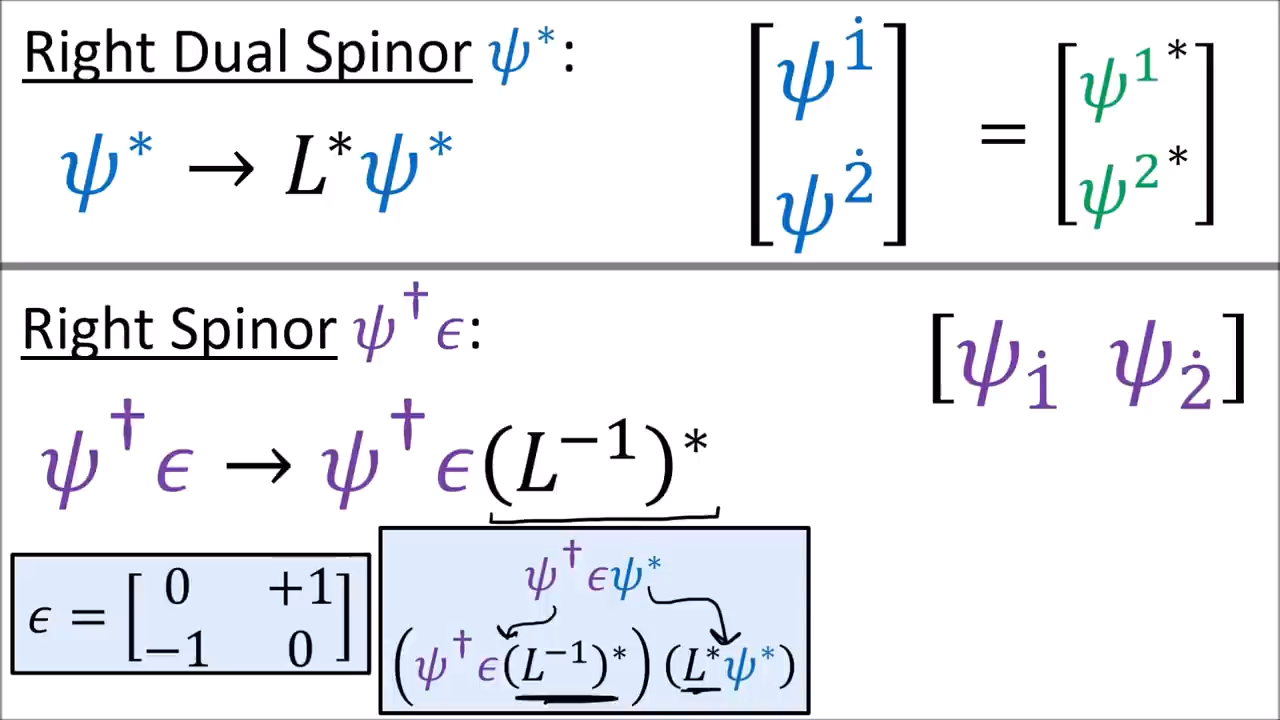 Right Dual Spinor ψ*:
ψ* → L*ψ*
[ψ^1̇ ψ^2̇] = [ψ^1* ψ^2*]
Right Spinor ψ†ϵ:
[ψ_1̇ ψ_2̇]
ψ†ϵ → ψ†ϵ(L⁻¹)*
ϵ = [0 +1
−1 0]
ψ†ϵψ*
(ψ†ϵ(L⁻¹)*)(L*ψ*)